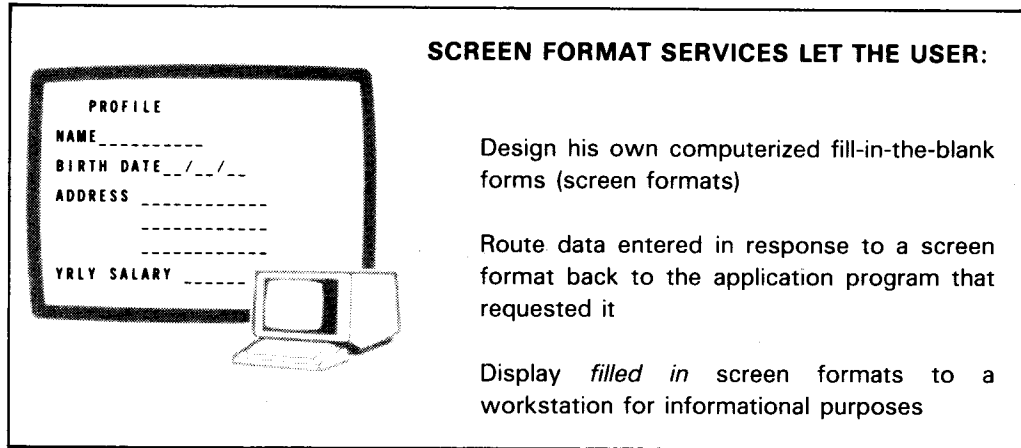 SCREEN FORMAT SERVICES LET THE USER:
PROFILE
NAME__________
BIRTH DATE__/__/__
ADDRESS ____________
____________
____________
YRLY SALARY ______
Design his own computerized fill-in-the-blank
forms (screen formats)
Route data entered in response to a screen
format back to the application program that
requested it
Display filled in screen formats to a
workstation for informational purposes